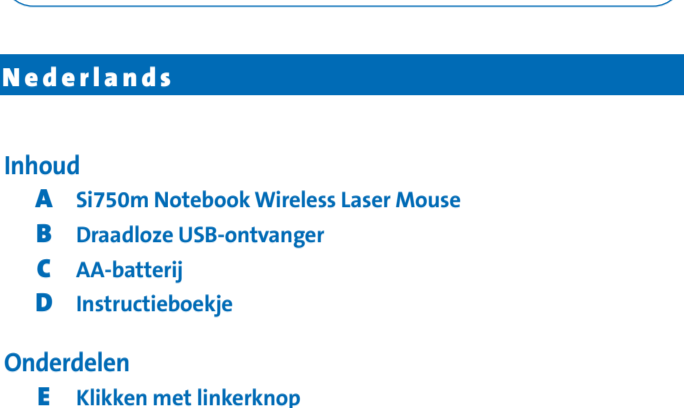 Nederlands
Inhoud
A Si750m Notebook Wireless Laser Mouse
B Draadloze USB-ontvanger
C AA-batterij
D Instructieboekje
Onderdelen
E Klikken met linkerknop